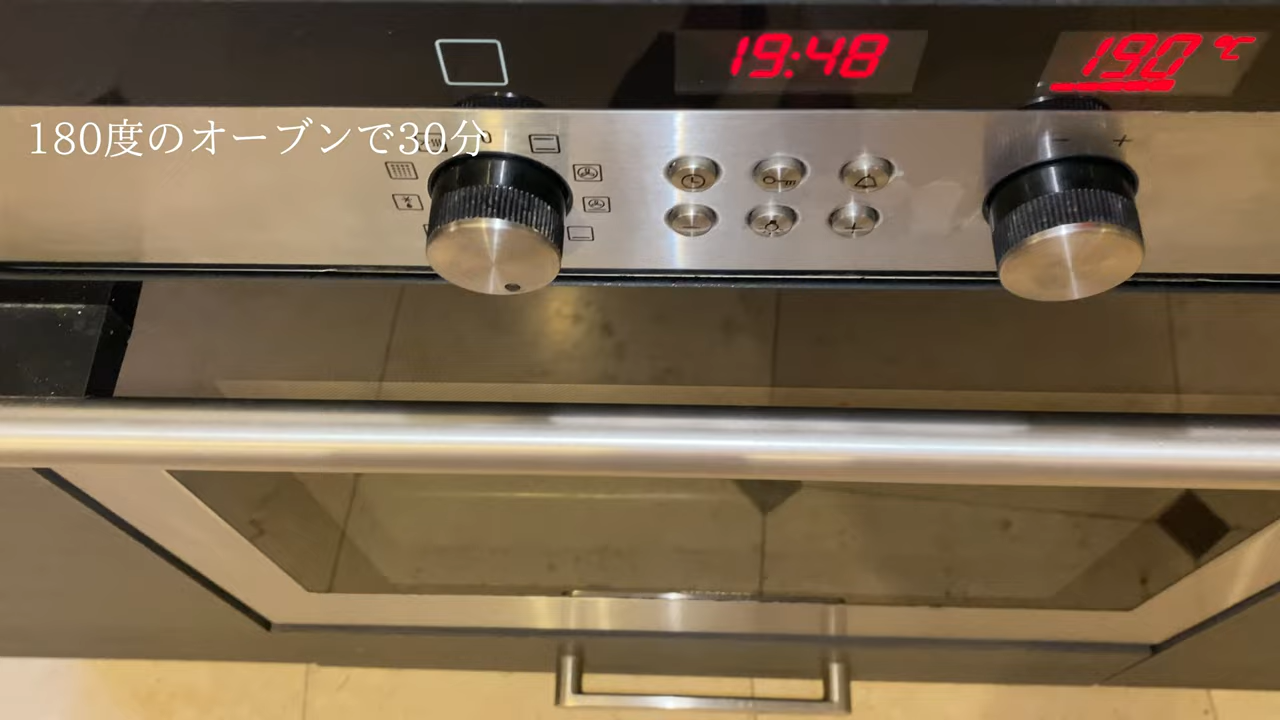 19:48
190 ℃
180度のオーブンで30分
- +
- +